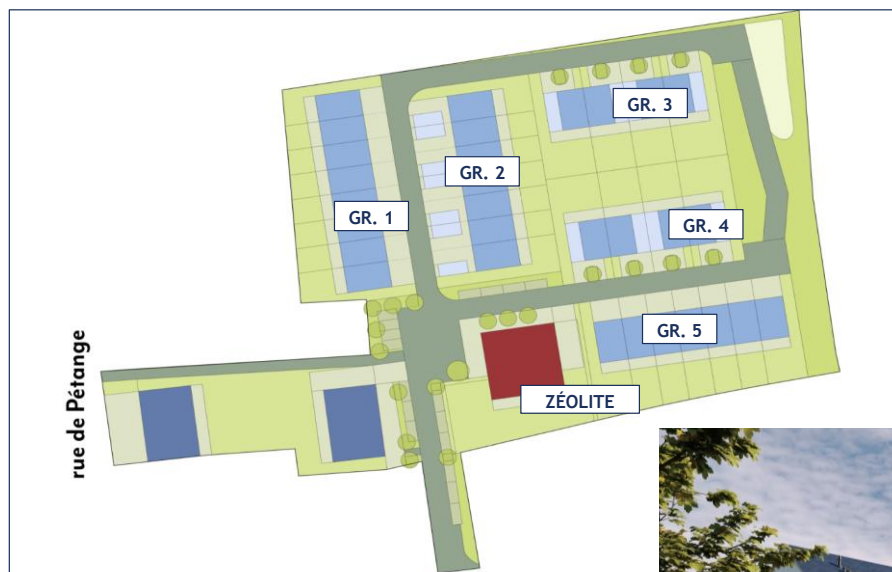 GR. 3
GR. 2
GR. 1
GR. 4
GR. 5
ZÉOLITE
rue de Pétange